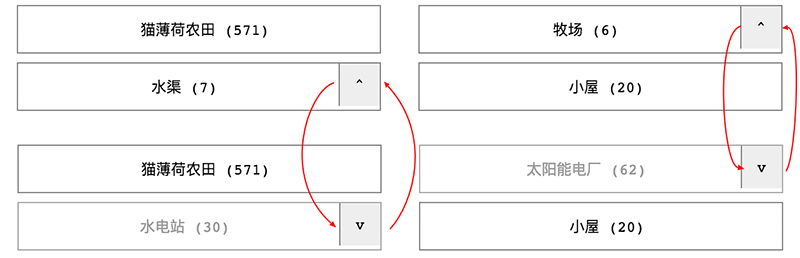 猫薄荷农田 (571)
牧场 (6) ^
水渠 (7) ^
小屋 (20)
猫薄荷农田 (571)
太阳能电厂 (62) v
水电站 (30) v
小屋 (20)